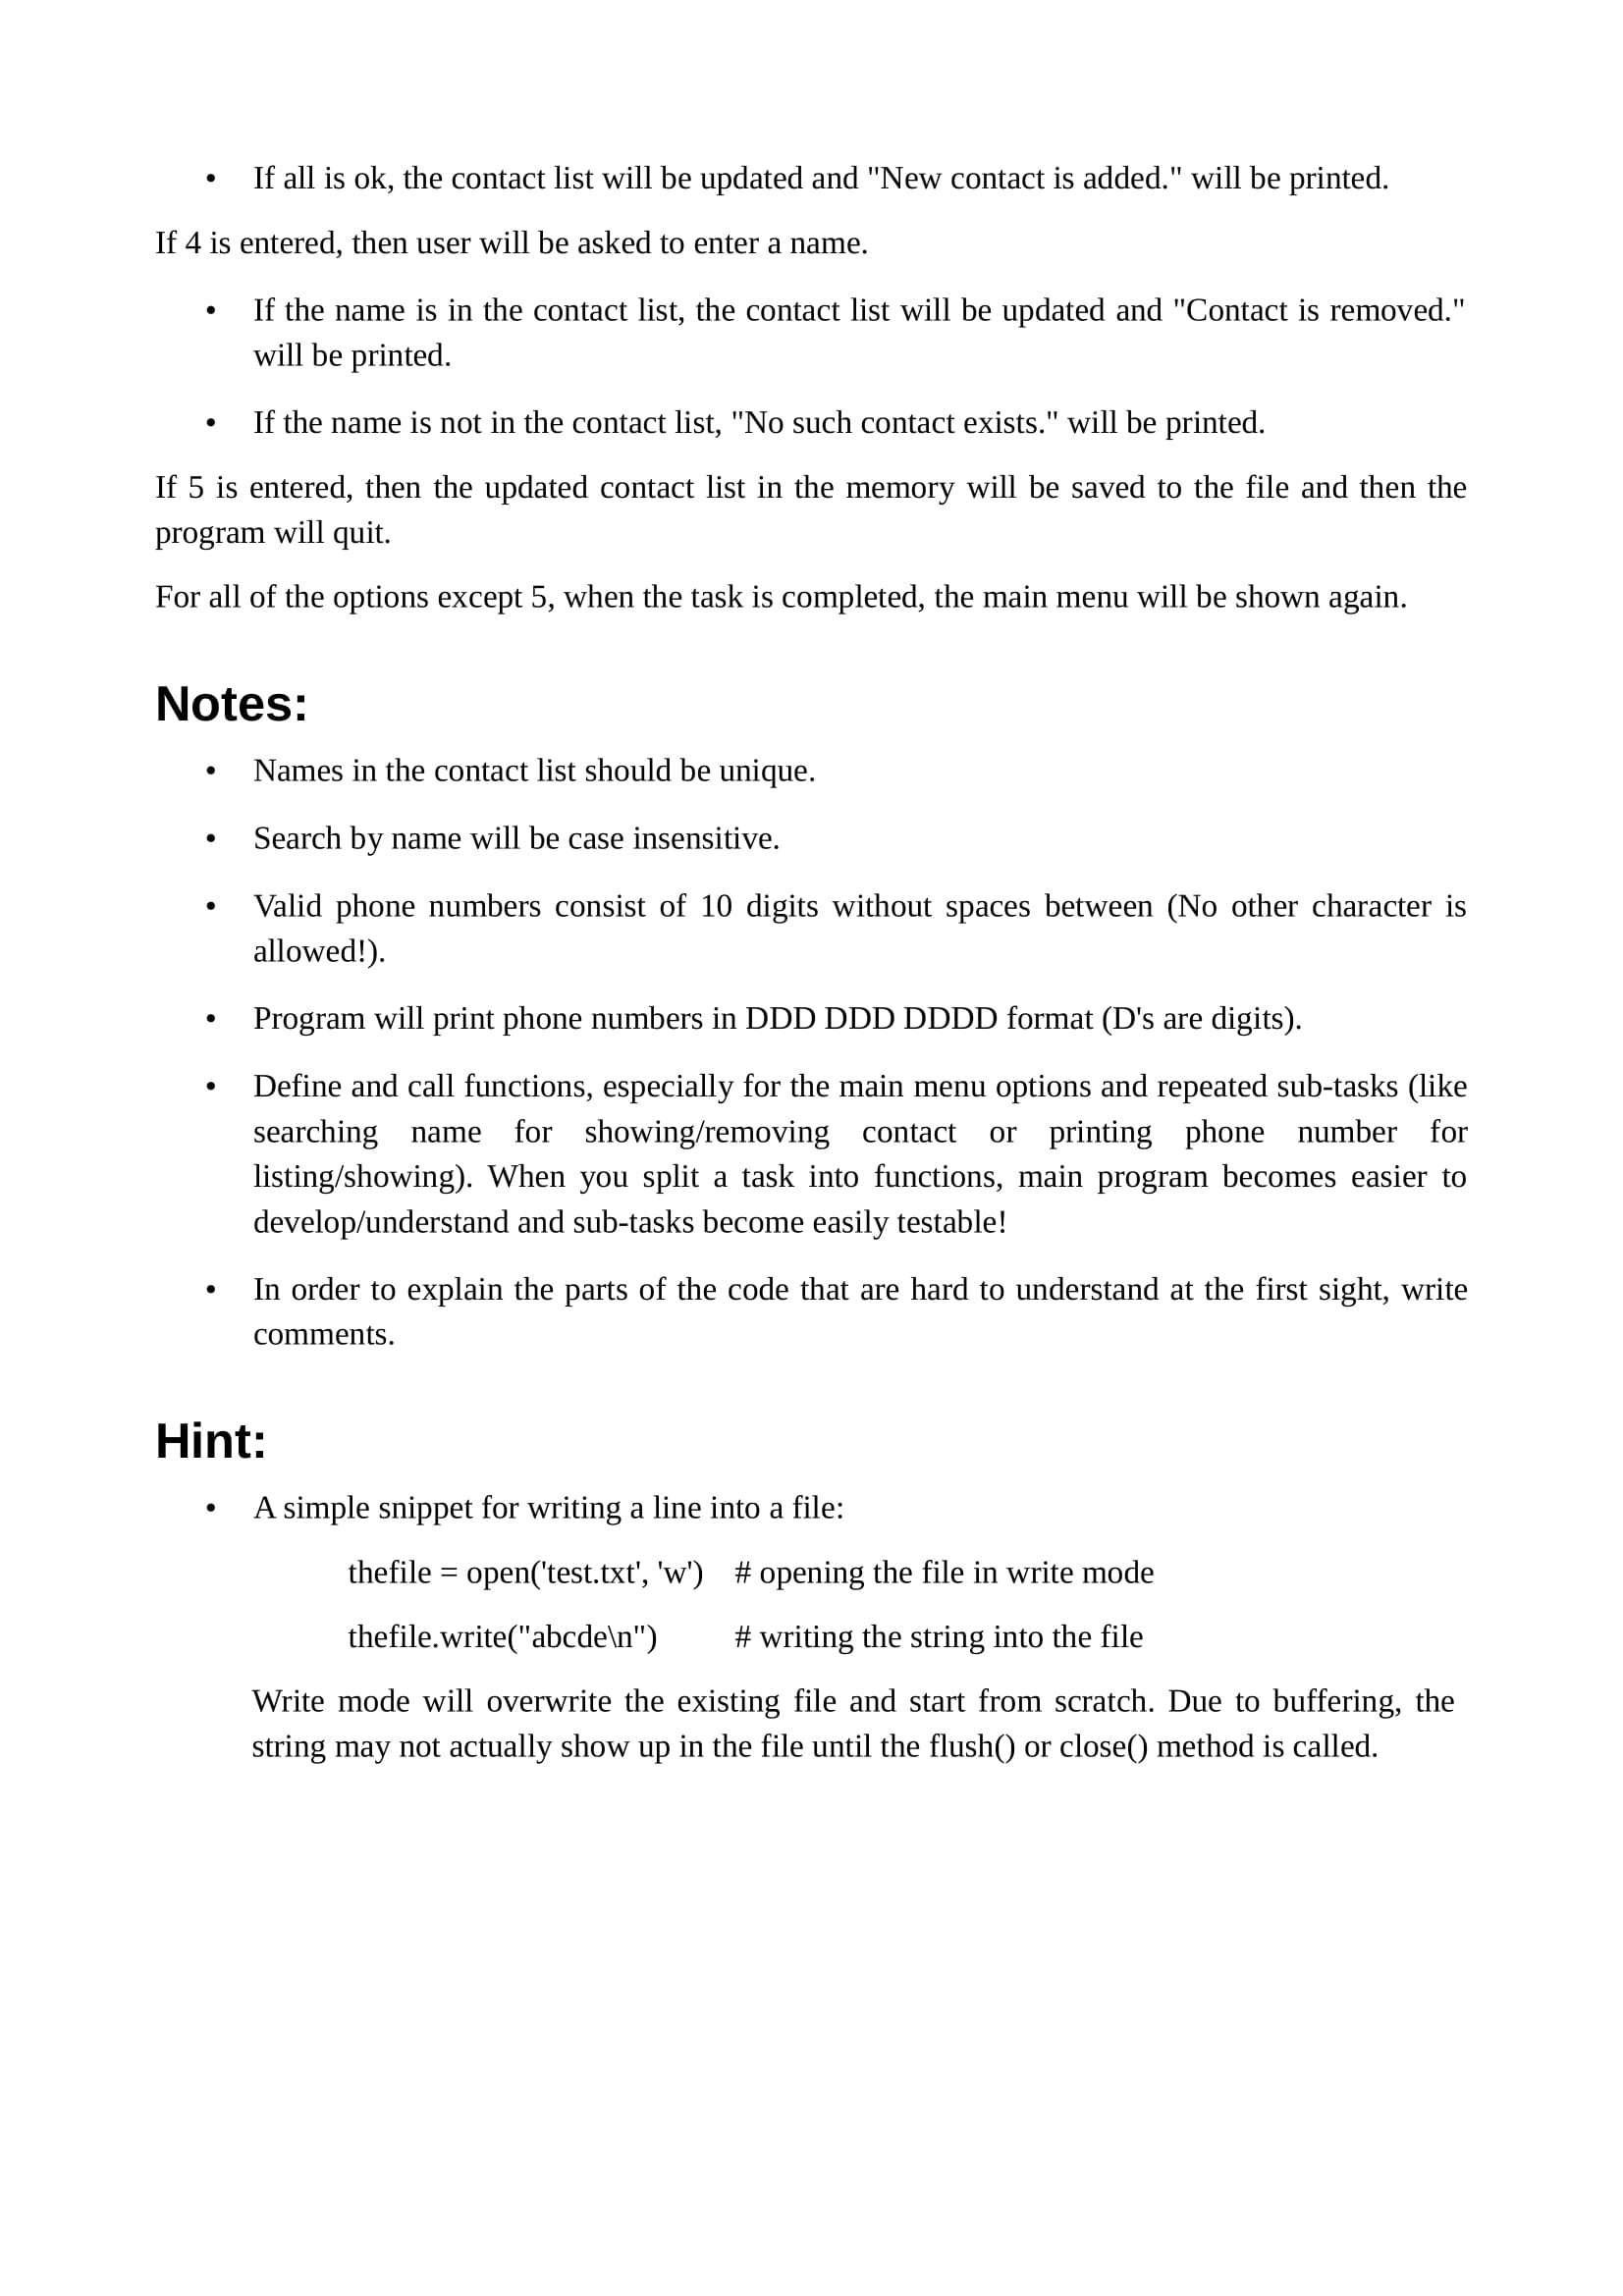 • If all is ok, the contact list will be updated and "New contact is added." will be printed.
If 4 is entered, then user will be asked to enter a name.
• If the name is in the contact list, the contact list will be updated and "Contact is removed."
will be printed.
• If the name is not in the contact list, "No such contact exists." will be printed.
If 5 is entered, then the updated contact list in the memory will be saved to the file and then the
program will quit.
For all of the options except 5, when the task is completed, the main menu will be shown again.
Notes:
• Names in the contact list should be unique.
• Search by name will be case insensitive.
• Valid phone numbers consist of 10 digits without spaces between (No other character is
allowed!).
• Program will print phone numbers in DDD DDD DDDD format (D's are digits).
• Define and call functions, especially for the main menu options and repeated sub-tasks (like
searching name for showing/removing contact or printing phone number for
listing/showing). When you split a task into functions, main program becomes easier to
develop/understand and sub-tasks become easily testable!
• In order to explain the parts of the code that are hard to understand at the first sight, write
comments.
Hint:
• A simple snippet for writing a line into a file:
thefile = open('test.txt', 'w') # opening the file in write mode
thefile.write("abcde\n") # writing the string into the file
Write mode will overwrite the existing file and start from scratch. Due to buffering, the
string may not actually show up in the file until the flush() or close() method is called.